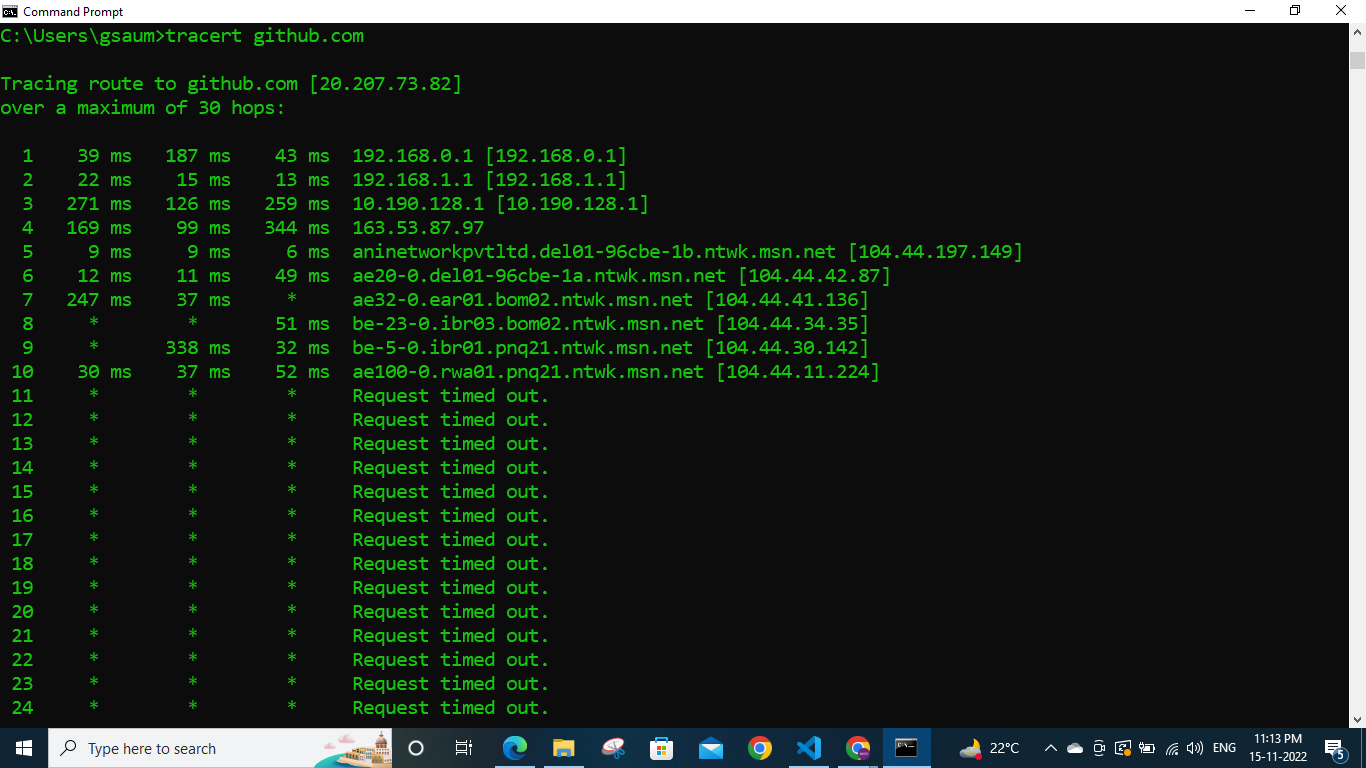 Command Prompt
C:\Users\gsaum>tracert github.com
Tracing route to github.com [20.207.73.82]
over a maximum of 30 hops:
1 39 ms 187 ms 43 ms 192.168.0.1 [192.168.0.1]
2 22 ms 15 ms 13 ms 192.168.1.1 [192.168.1.1]
3 271 ms 126 ms 259 ms 10.190.128.1 [10.190.128.1]
4 169 ms 99 ms 344 ms 163.53.87.97
5 9 ms 9 ms 6 ms aninetworkpvtltd.del01-96cbe-1b.ntwk.msn.net [104.44.197.149]
6 12 ms 11 ms 49 ms ae20-0.del01-96cbe-1a.ntwk.msn.net [104.44.42.87]
7 247 ms 37 ms * ae32-0.ear01.bom02.ntwk.msn.net [104.44.41.136]
8 * * 51 ms be-23-0.ibr03.bom02.ntwk.msn.net [104.44.34.35]
9 * 338 ms 32 ms be-5-0.ibr01.pnq21.ntwk.msn.net [104.44.30.142]
10 30 ms 37 ms 52 ms ae100-0.rwa01.pnq21.ntwk.msn.net [104.44.11.224]
11 * * * Request timed out.
12 * * * Request timed out.
13 * * * Request timed out.
14 * * * Request timed out.
15 * * * Request timed out.
16 * * * Request timed out.
17 * * * Request timed out.
18 * * * Request timed out.
19 * * * Request timed out.
20 * * * Request timed out.
21 * * * Request timed out.
22 * * * Request timed out.
23 * * * Request timed out.
24 * * * Request timed out.
Type here to search
22°C
ENG
11:13 PM
15-11-2022
5